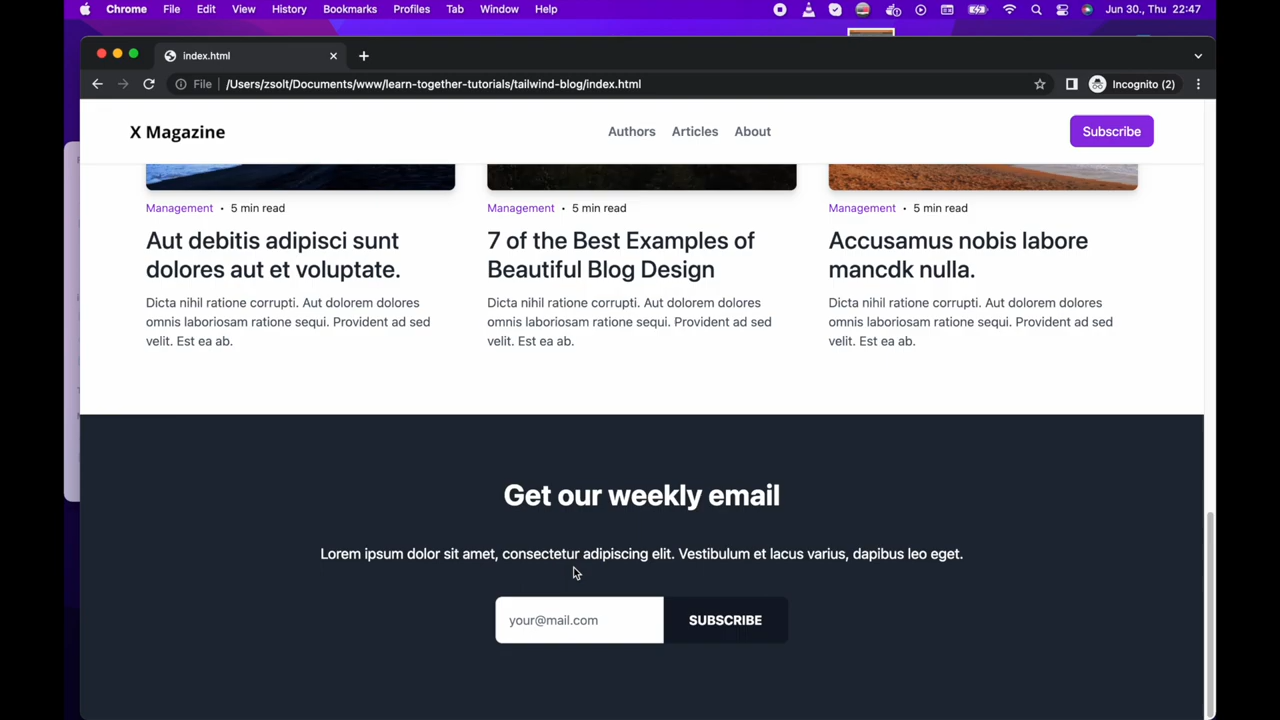 Chrome File Edit View History Bookmarks Profiles Tab Window Help Jun 30., Thu 22:47
index.html
File /Users/zsolt/Documents/www/learn-together-tutorials/tailwind-blog/index.html Incognito (2)
X Magazine Authors Articles About Subscribe
Management • 5 min read
Aut debitis adipisci sunt
dolores aut et voluptate.
Dicta nihil ratione corrupti. Aut dolorem dolores
omnis laboriosam ratione sequi. Provident ad sed
velit. Est ea ab.
Management • 5 min read
7 of the Best Examples of
Beautiful Blog Design
Dicta nihil ratione corrupti. Aut dolorem dolores
omnis laboriosam ratione sequi. Provident ad sed
velit. Est ea ab.
Management • 5 min read
Accusamus nobis labore
mancdk nulla.
Dicta nihil ratione corrupti. Aut dolorem dolores
omnis laboriosam ratione sequi. Provident ad sed
velit. Est ea ab.
Get our weekly email
Lorem ipsum dolor sit amet, consectetur adipiscing elit. Vestibulum et lacus varius, dapibus leo eget.
your@mail.com SUBSCRIBE